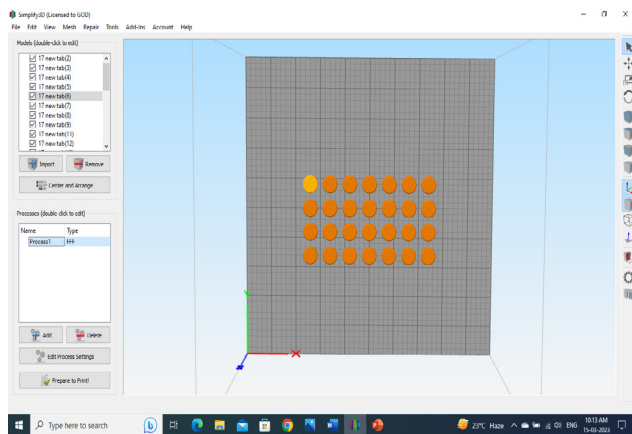 Simplify3D (Licensed to GOD)
File Edit View Mesh Repair Tools Add-Ins Account Help
Models (double-click to edit)
17 new tab(2)
17 new tab(3)
17 new tab(4)
17 new tab(5)
17 new tab(6)
17 new tab(7)
17 new tab(8)
17 new tab(9)
17 new tab(11)
17 new tab(12)
Import Remove
Center and Arrange
Processes (double click to edit)
Name Type
Process1 FFF
Add Delete
Edit Process Settings
Prepare to Print!
Type here to search
23°C Haze ENG 10:13 AM
15-03-2023